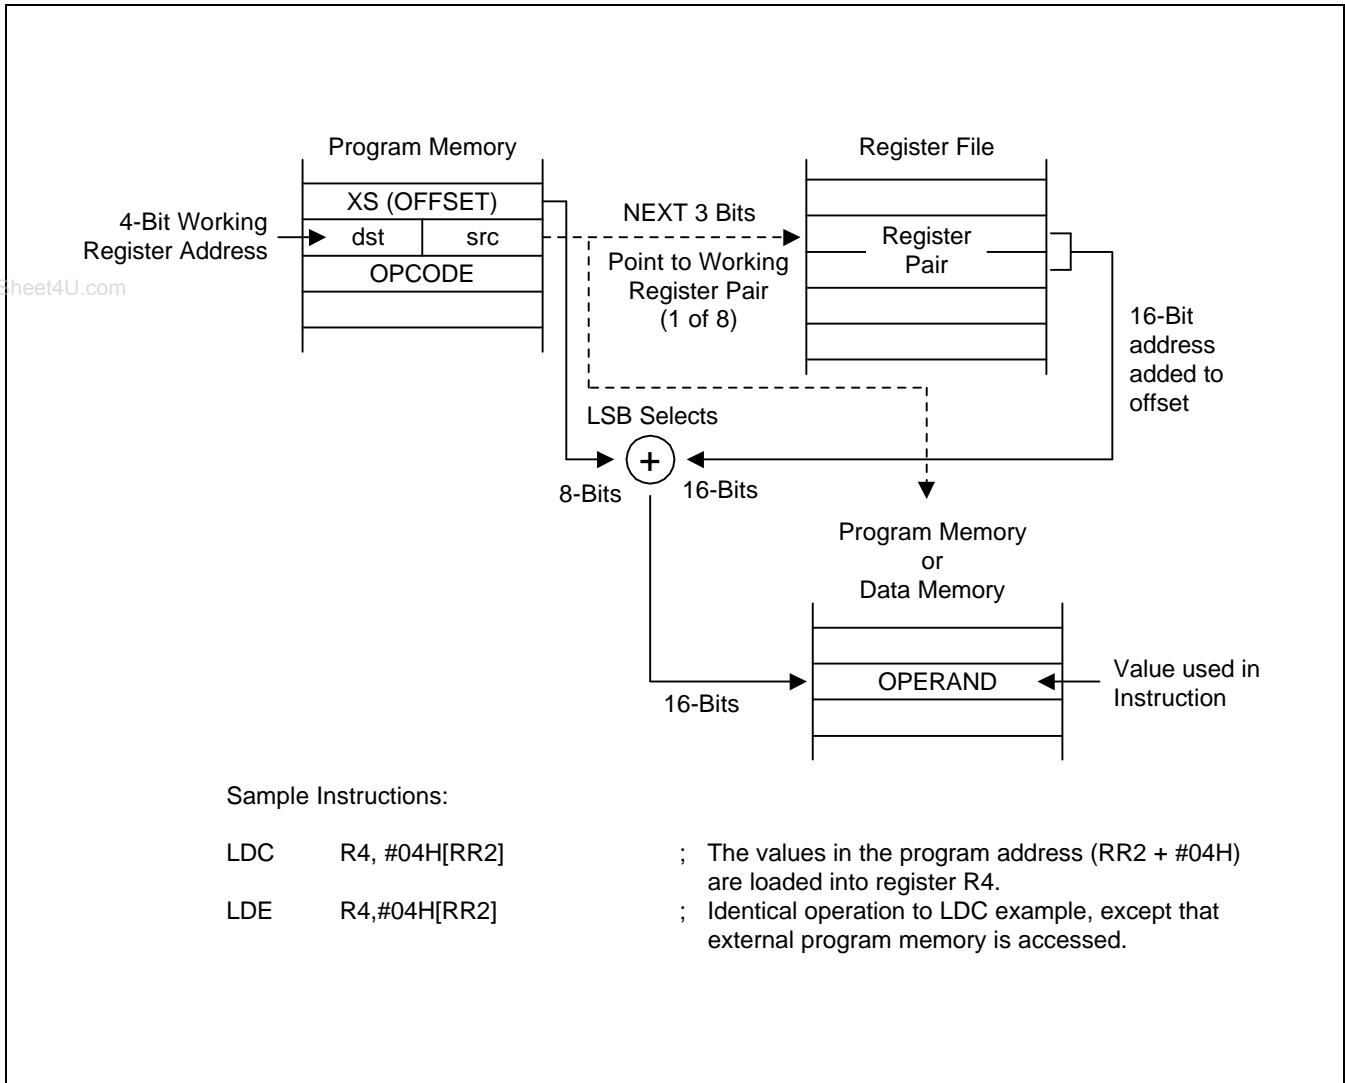 Program Memory
Register File
XS (OFFSET)
4-Bit Working
Register Address
dst
src
OPCODE
NEXT 3 Bits
Point to Working
Register Pair
(1 of 8)
Register
Pair
Sheet4U.com
16-Bit
address
added to
offset
LSB Selects
+
8-Bits
16-Bits
Program Memory
or
Data Memory
OPERAND
Value used in
Instruction
16-Bits
Sample Instructions:
LDC R4, #04H[RR2] ; The values in the program address (RR2 + #04H)
are loaded into register R4.
LDE R4,#04H[RR2] ; Identical operation to LDC example, except that
external program memory is accessed.